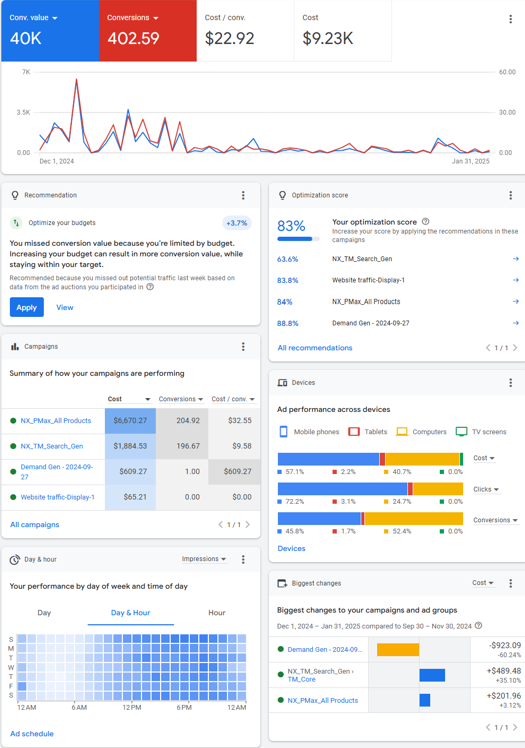 Conv. value
Conversions
Cost / conv.
Cost
40K
402.59
$22.92
$9.23K
7K
60.00
3.5K
30.00
0.00
0.00
Dec 1, 2024
Jan 31, 2025
Recommendation
Optimize your budgets
+3.7%
You missed conversion value because you're limited by budget.
Increasing your budget can result in more conversion value, while
staying within your target.
Recommended because you missed out potential traffic last week based on
data from the ad auctions you participated in
Apply
View
Optimization score
83%
Your optimization score
Increase your score by applying the recommendations in these
campaigns
63.6%
NX_TM_Search_Gen
83.8%
Website traffic-Display-1
84%
NX_PMax_All Products
88.8%
Demand Gen - 2024-09-27
All recommendations
1 / 1
Campaigns
Summary of how your campaigns are performing
Cost
Conversions
Cost / conv.
NX_PMax_All Products
$6,670.27
204.92
$32.55
NX_TM_Search_Gen
$1,884.53
196.67
$9.58
Demand Gen - 2024-09-
27
$609.27
1.00
$609.27
Website traffic-Display-1
$65.21
0.00
$0.00
All campaigns
1 / 1
Devices
Ad performance across devices
Mobile phones
Tablets
Computers
TV screens
Cost
57.1%
2.2%
40.7%
0.0%
Clicks
72.2%
3.1%
24.7%
0.0%
Conversions
45.8%
1.7%
52.4%
0.0%
Devices
Day & hour
Impressions
Your performance by day of week and time of day
Day
Day & Hour
Hour
S
M
T
W
T
F
S
12 AM
6 AM
12 PM
6 PM
12 AM
Ad schedule
Biggest changes
Cost
Biggest changes to your campaigns and ad groups
Dec 1, 2024 – Jan 31, 2025 compared to Sep 30 – Nov 30, 2024
Demand Gen - 2024-09...
-$923.09
-60.24%
NX_TM_Search_Gen ›
TM_Core
+$489.48
+35.10%
NX_PMax_All Products
+$201.96
+3.12%
1 / 1